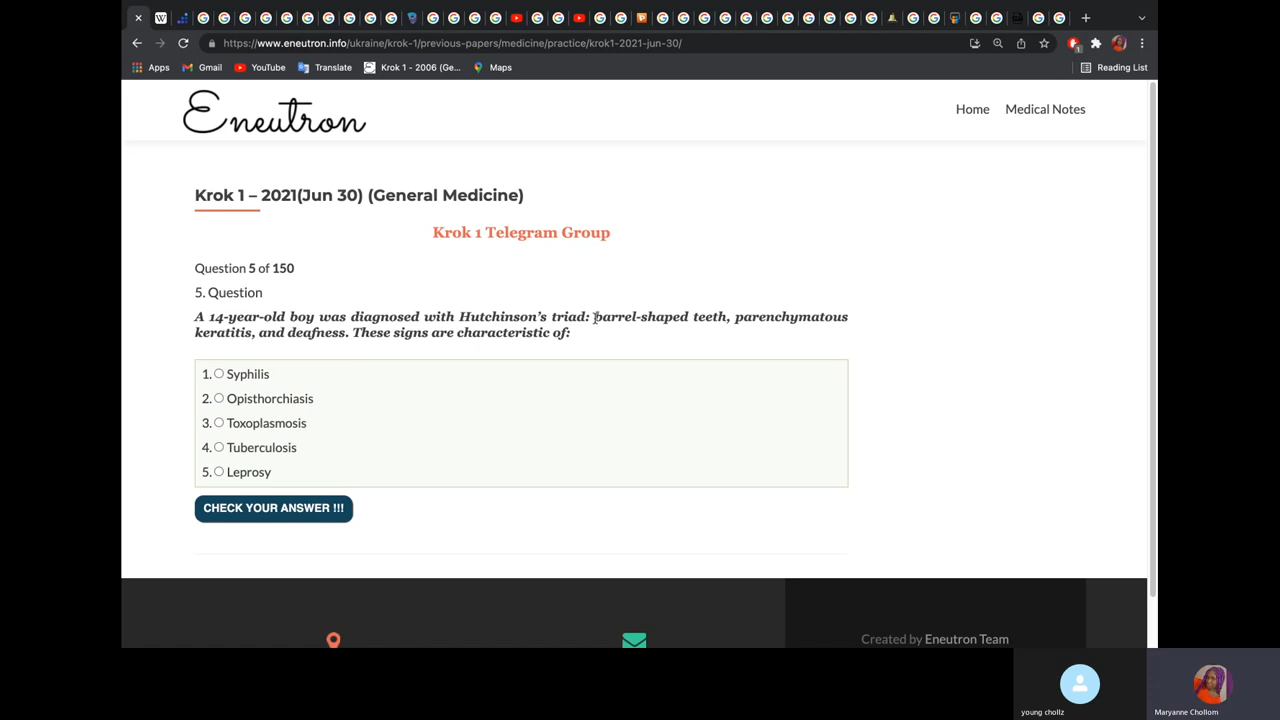 https://www.eneutron.info/ukraine/krok-1/previous-papers/medicine/practice/krok1-2021-jun-30/
Apps Gmail YouTube Translate Krok 1 - 2006 (Ge... Maps Reading List
Eneutron
Home Medical Notes
Krok 1 – 2021(Jun 30) (General Medicine)
Krok 1 Telegram Group
Question 5 of 150
5. Question
A 14-year-old boy was diagnosed with Hutchinson's triad: barrel-shaped teeth, parenchymatous
keratitis, and deafness. These signs are characteristic of:
1. Syphilis
2. Opisthorchiasis
3. Toxoplasmosis
4. Tuberculosis
5. Leprosy
CHECK YOUR ANSWER !!!
Created by Eneutron Team
young chollz
Maryanne Chollom